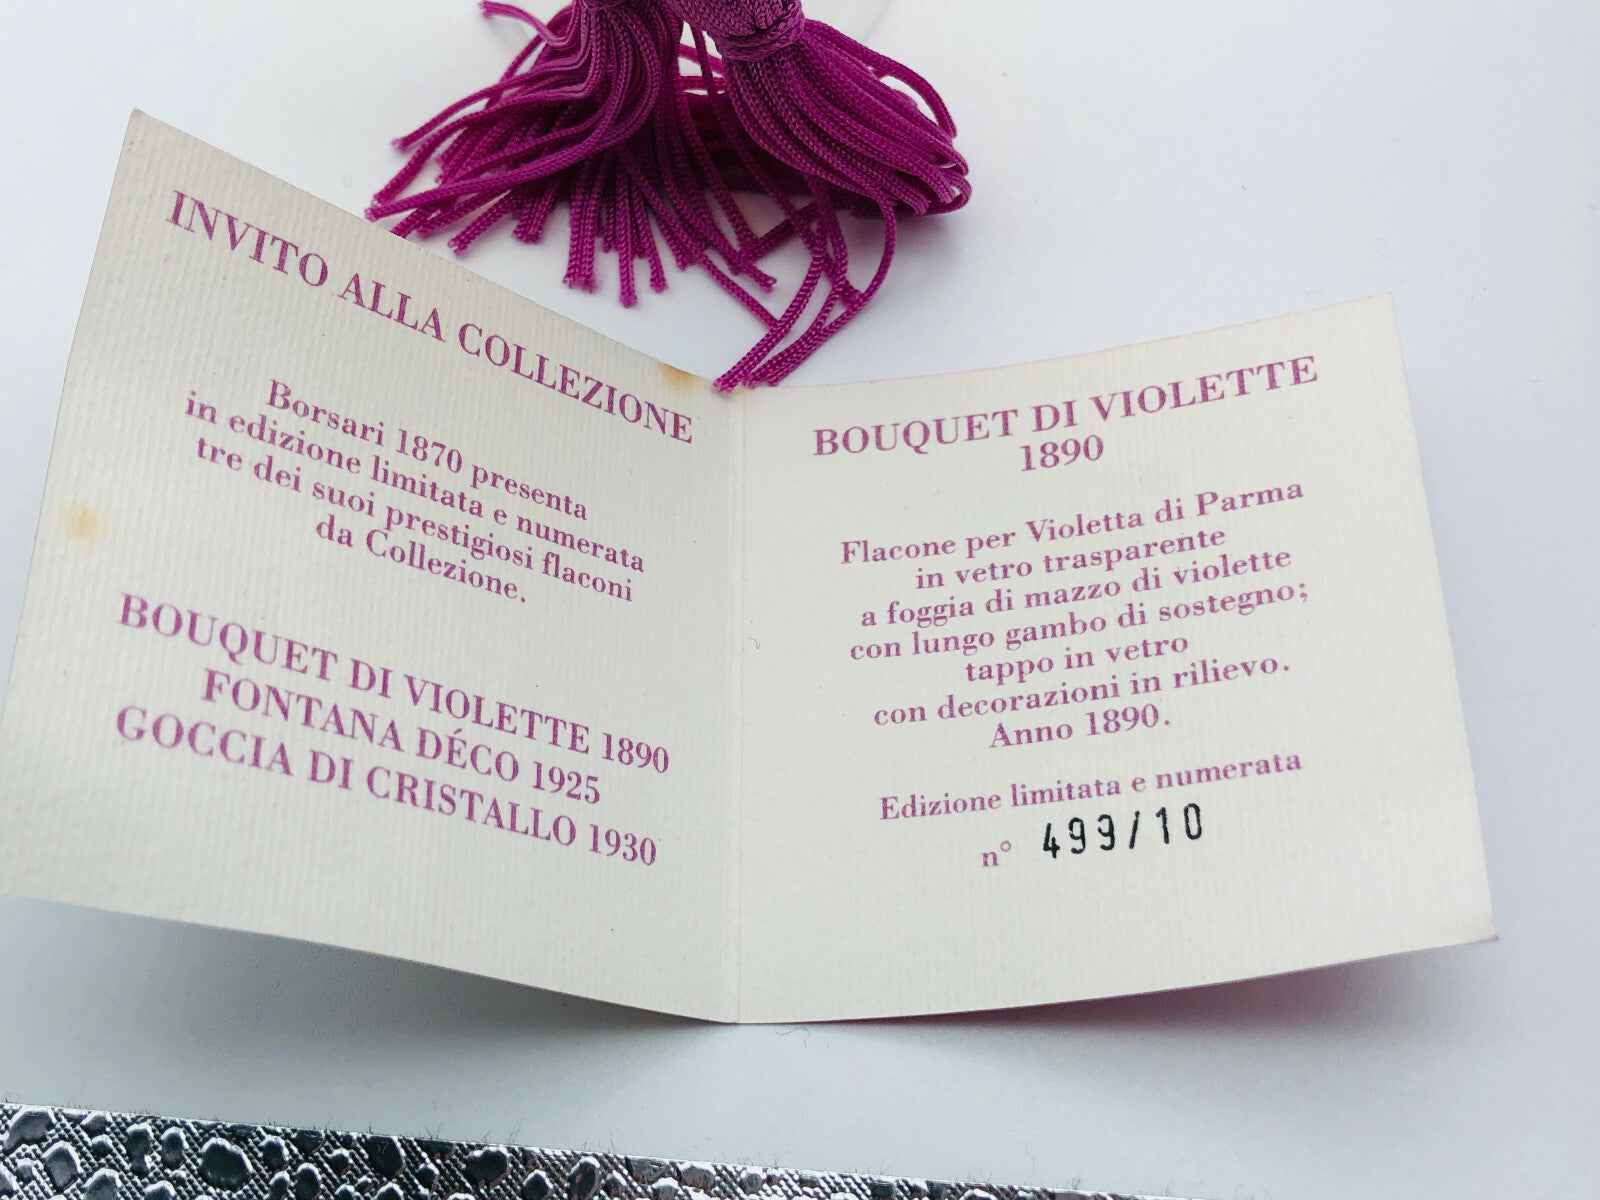 INVITO ALLA COLLEZIONE
Borsari 1870 presenta
in edizione limitata e numerata
tre dei suoi prestigiosi flaconi
da Collezione.
BOUQUET DI VIOLETTE 1890
FONTANA DÉCO 1925
GOCCIA DI CRISTALLO 1930
BOUQUET DI VIOLETTE
1890
Flacone per Violetta di Parma
in vetro trasparente
a foggia di mazzo di violette
con lungo gambo di sostegno;
tappo in vetro
con decorazioni in rilievo.
Anno 1890.
Edizione limitata e numerata
n° 499/10